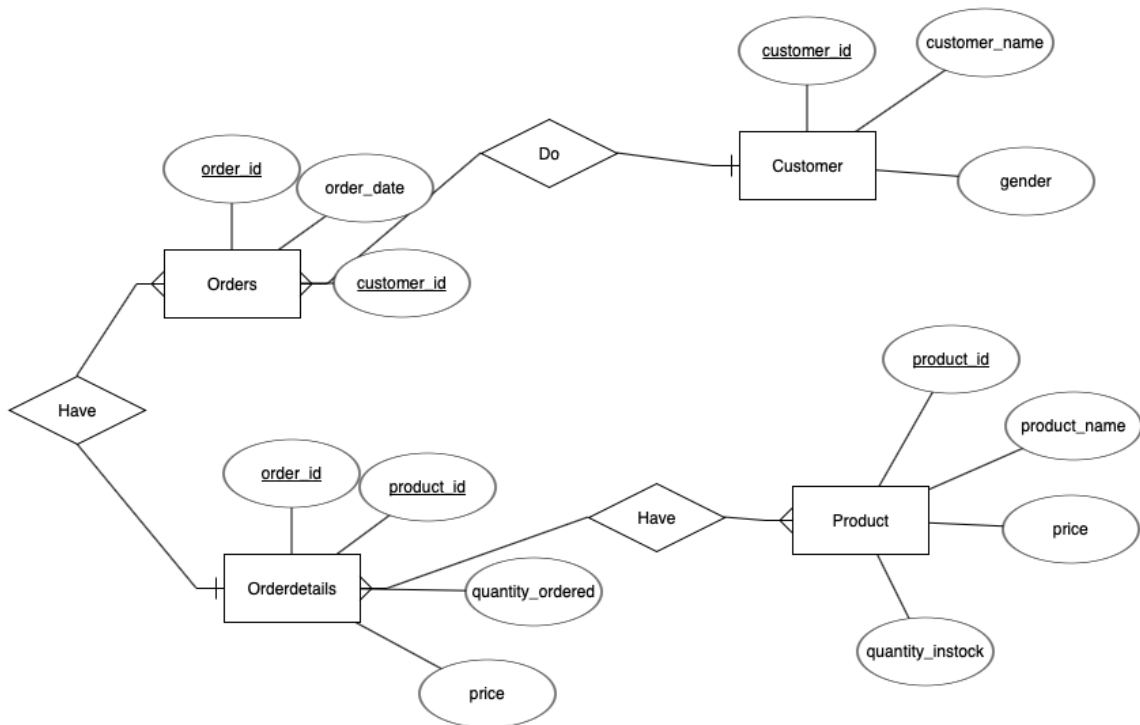 customer_id
customer_name
Do
Customer
order_id
order_date
gender
Orders
customer_id
product_id
Have
product_name
order_id
product_id
Have
Product
price
Orderdetails
quantity_ordered
quantity_instock
price